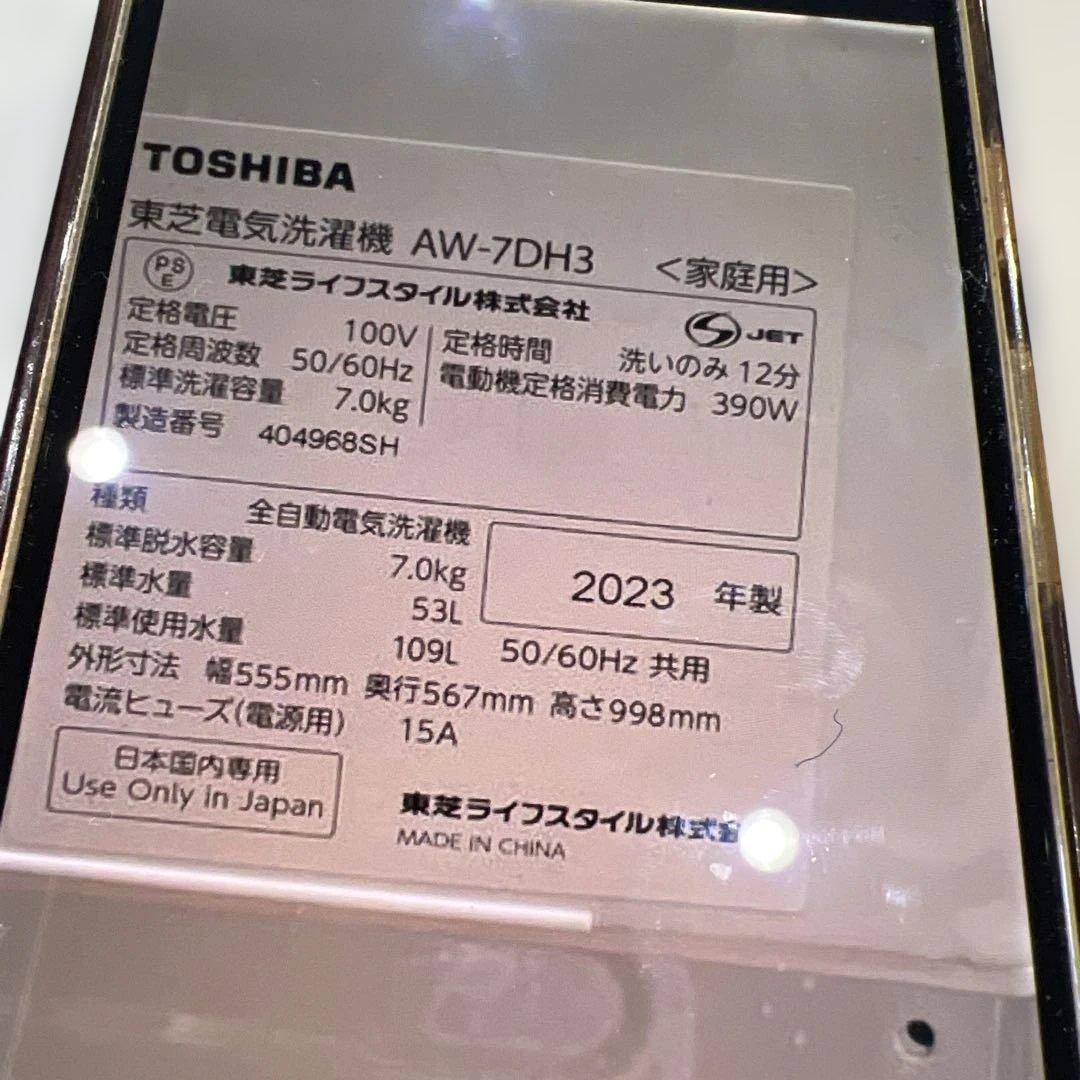 TOSHIBA
東芝電気洗濯機 AW-7DH3 <家庭用>
PSE 東芝ライフスタイル株式会社
S JET
定格電圧 100V
定格周波数 50/60Hz
標準洗濯容量 7.0kg
製造番号 404968SH
定格時間 洗いのみ 12分
電動機定格消費電力 390W
種類 全自動電気洗濯機
標準脱水容量 7.0kg
標準水量 53L
標準使用水量 109L 50/60Hz 共用
2023 年製
外形寸法 幅555mm 奥行567mm 高さ998mm
電流ヒューズ(電源用) 15A
日本国内専用
Use Only in Japan
東芝ライフスタイル株式会
MADE IN CHINA